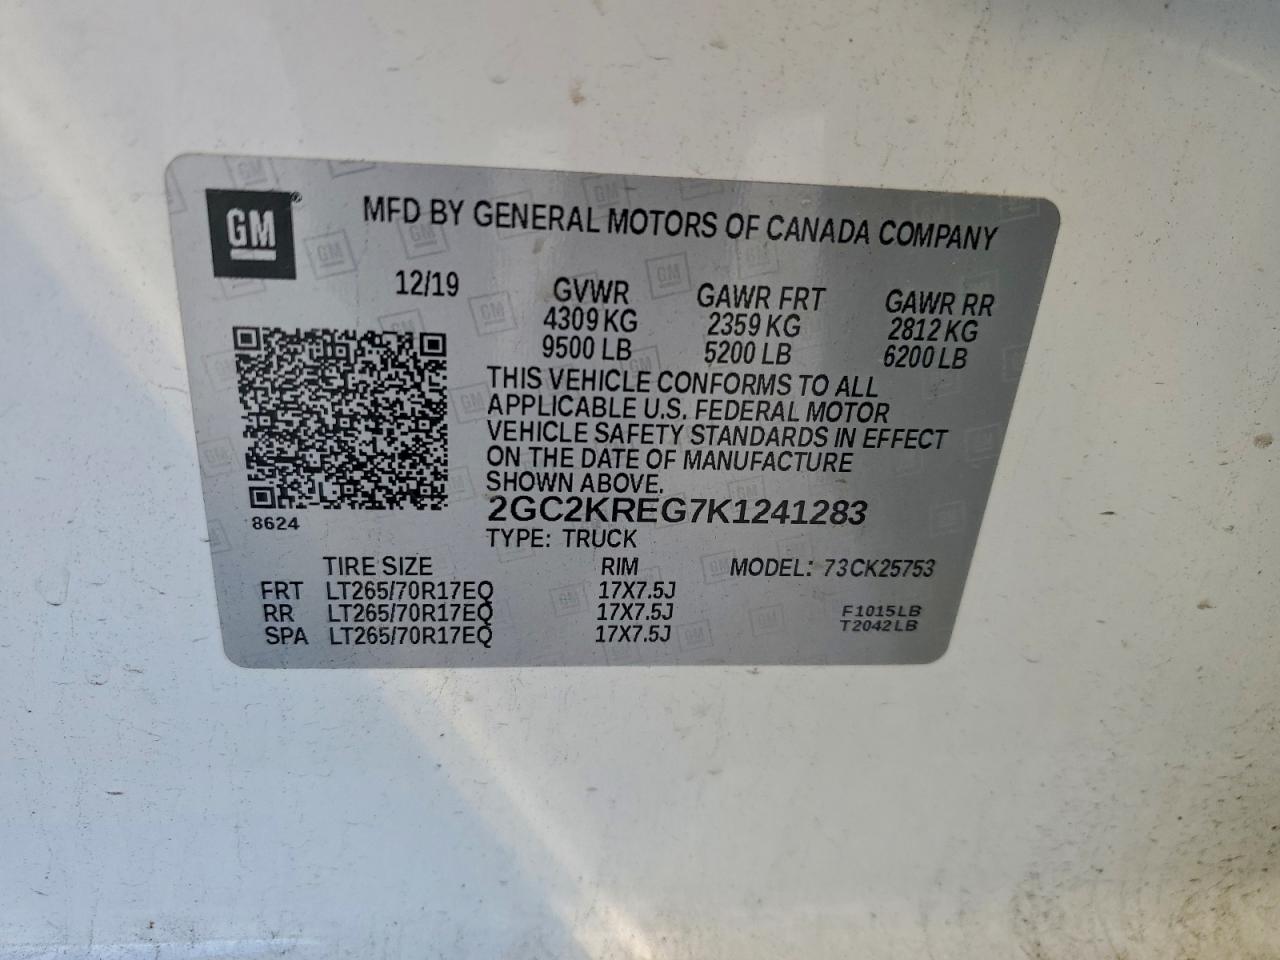 GM ® MFD BY GENERAL MOTORS OF CANADA COMPANY
12/19 GVWR GAWR FRT GAWR RR
4309 KG 2359 KG 2812 KG
9500 LB 5200 LB 6200 LB
THIS VEHICLE CONFORMS TO ALL
APPLICABLE U.S. FEDERAL MOTOR
VEHICLE SAFETY STANDARDS IN EFFECT
ON THE DATE OF MANUFACTURE
SHOWN ABOVE.
8624 2GC2KREG7K1241283
TYPE: TRUCK
TIRE SIZE RIM MODEL: 73CK25753
FRT LT265/70R17EQ 17X7.5J
RR LT265/70R17EQ 17X7.5J F1015LB
SPA LT265/70R17EQ 17X7.5J T2042LB